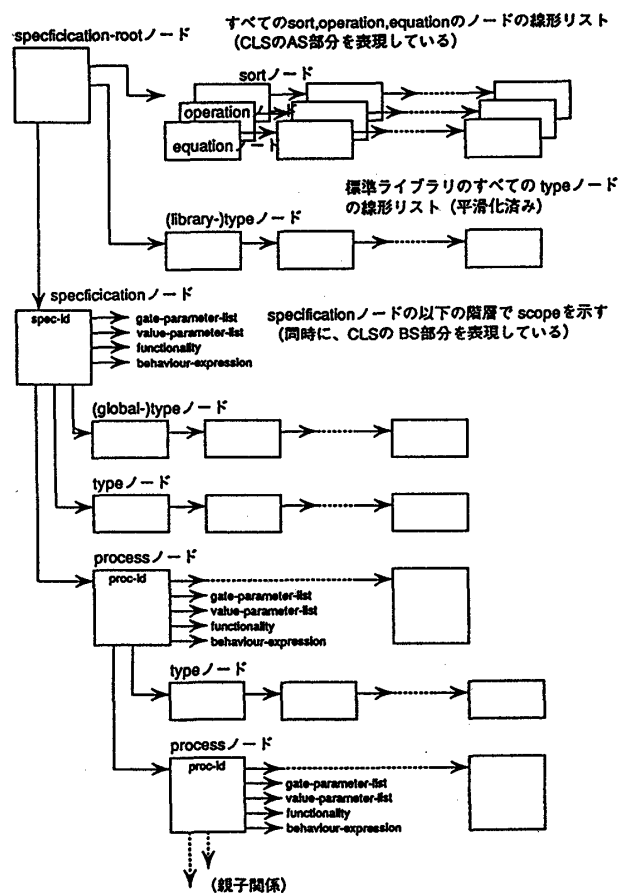 specficication-rootノード
すべてのsort,operation,equationのノードの線形リスト
(CLSのAS部分を表現している)
sortノード
operationノード
equationノード
標準ライブラリのすべての typeノード
の線形リスト (平滑化済み)
(library-)typeノード
specficicationノード
spec-id
gate-parameter-list
value-parameter-list
functionality
behaviour-expression
specificationノードの以下の階層で scopeを示す
(同時に、CLSの BS部分を表現している)
(global-)typeノード
typeノード
processノード
proc-id
gate-parameter-list
value-parameter-list
functionality
behaviour-expression
typeノード
processノード
proc-id
gate-parameter-list
value-parameter-list
functionality
behaviour-expression
(親子関係)